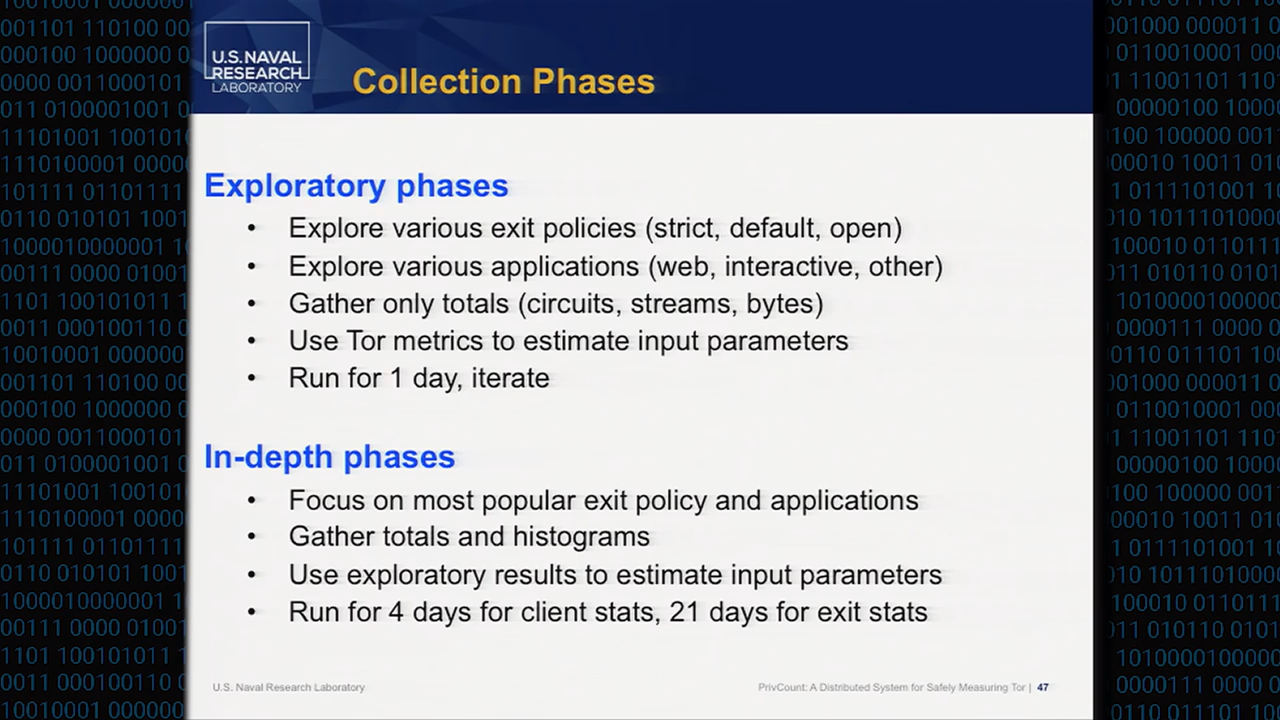 U.S. NAVAL
RESEARCH
LABORATORY
Collection Phases
Exploratory phases
• Explore various exit policies (strict, default, open)
• Explore various applications (web, interactive, other)
• Gather only totals (circuits, streams, bytes)
• Use Tor metrics to estimate input parameters
• Run for 1 day, iterate
In-depth phases
• Focus on most popular exit policy and applications
• Gather totals and histograms
• Use exploratory results to estimate input parameters
• Run for 4 days for client stats, 21 days for exit stats
U.S. Naval Research Laboratory
PrivCount: A Distributed System for Safely Measuring Tor | 47